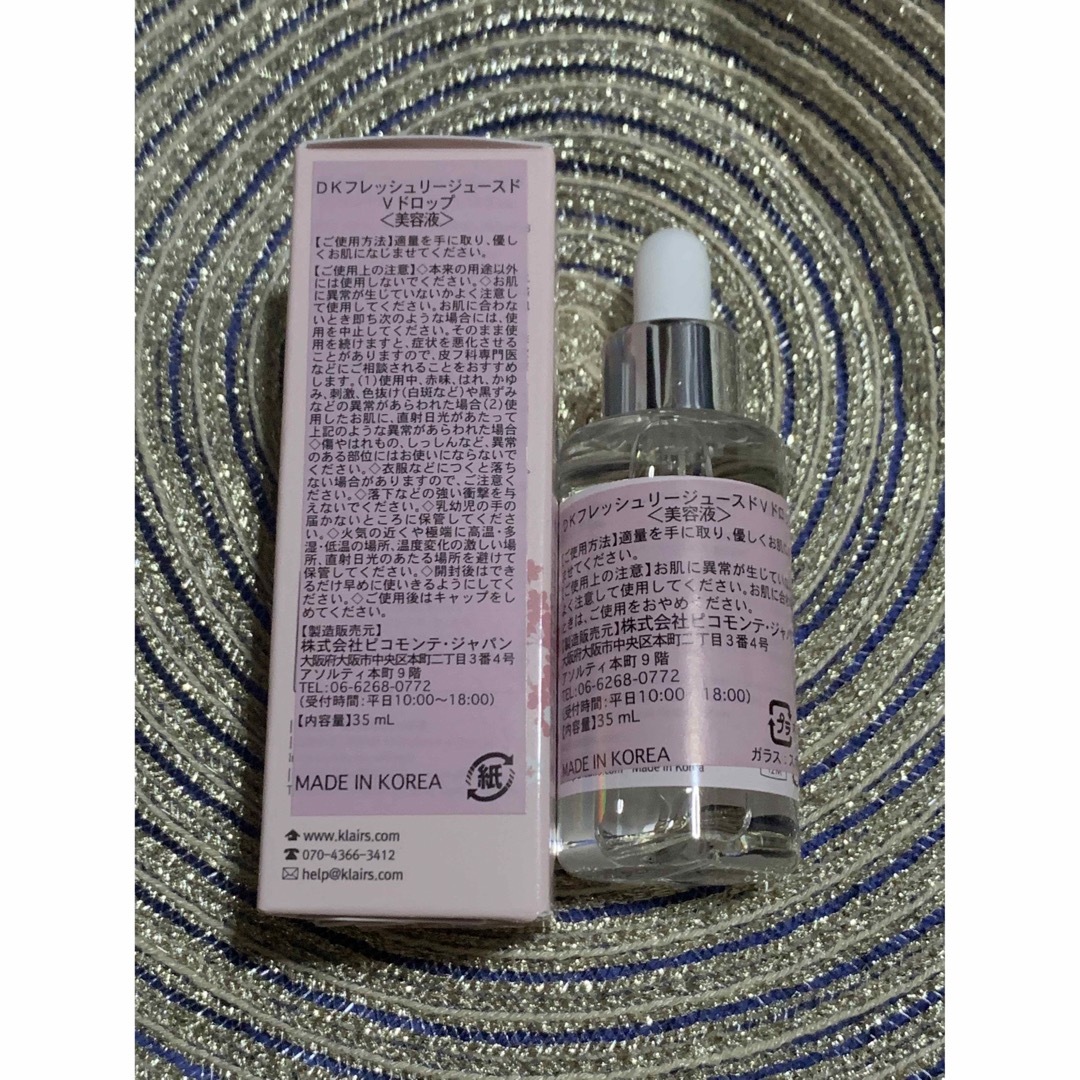 DKフレッシュリージュースド
Vドロップ
<美容液>
【ご使用方法】適量を手に取り、優し
くお肌になじませてください。
【ご使用上の注意】◇本来の用途以外
には使用しないでください。◇お肌
に異常が生じていないかよく注意し
て使用してください。お肌に合わな
いとき即ち次のような場合には、使
用を中止してください。そのまま使
用を続けますと、症状を悪化させる
ことがありますので、皮フ科専門医
などにご相談されることをおすすめ
します。(1)使用中、赤味、はれ、かゆ
み、刺激、色抜け(白斑など)や黒ずみ
などの異常があらわれた場合(2)使
用したお肌に、直射日光があたって
上記のような異常があらわれた場合
◇傷やはれもの、しっしんなど、異常
のある部位にはお使いにならないで
ください。◇衣服などにつくと落ち
ない場合がありますので、ご注意く
ださい。◇落下などの強い衝撃を与
えないでください。◇乳幼児の手の
届かないところに保管してくださ
い。◇火気の近くや極端に高温・多
湿・低温の場所、温度変化の激しい場
所、直射日光のあたる場所を避けて
保管してください。◇開封後はできる
だけ早めに使いきるようにしてくだ
さい。◇ご使用後はキャップをし
めてください。
【製造販売元】
株式会社ピコモンテ・ジャパン
大阪府大阪市中央区本町二丁目3番4号
アソルティ本町9階
TEL:06-6268-0772
(受付時間:平日10:00〜18:00)
【内容量】35 mL
MADE IN KOREA
紙
www.klairs.com
070-4366-3412
help@klairs.com
DKフレッシュリージュースドVドロ
<美容液>
【ご使用方法】適量を手に取り、優しくお肌
ませてください。
【ご使用上の注意】お肌に異常が生じてい
よく注意して使用してください。お肌に合
ときは、ご使用をおやめください。
【製造販売元】株式会社ピコモンテ・ジャパン
大阪府大阪市中央区本町二丁目3番4号
アソルティ本町9階
TEL:06-6268-0772
(受付時間:平日10:00〜18:00)
【内容量】35 mL
プラ
ガラス:
MADE IN KOREA
Made in Korea
12M